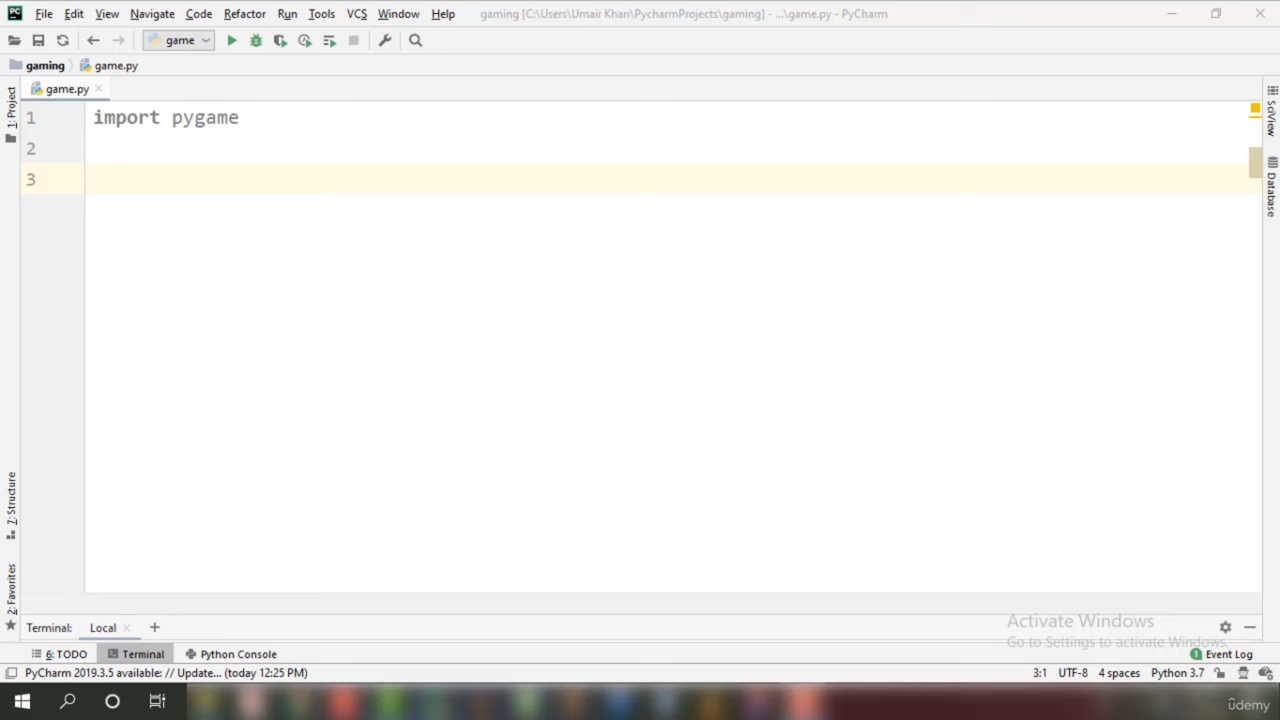 File Edit View Navigate Code Refactor Run Tools VCS Window Help gaming [C:\Users\Umair Khan\PycharmProjects\gaming] - ...\game.py - PyCharm
game
gaming game.py
game.py
1 import pygame
2
3
1: Project
SciView
Database
7: Structure
2: Favorites
Activate Windows
Go to Settings to activate Windows.
Terminal: Local
6: TODO Terminal Python Console 1 Event Log
PyCharm 2019.3.5 available: // Update... (today 12:25 PM) 3:1 UTF-8 4 spaces Python 3.7
ûdemy